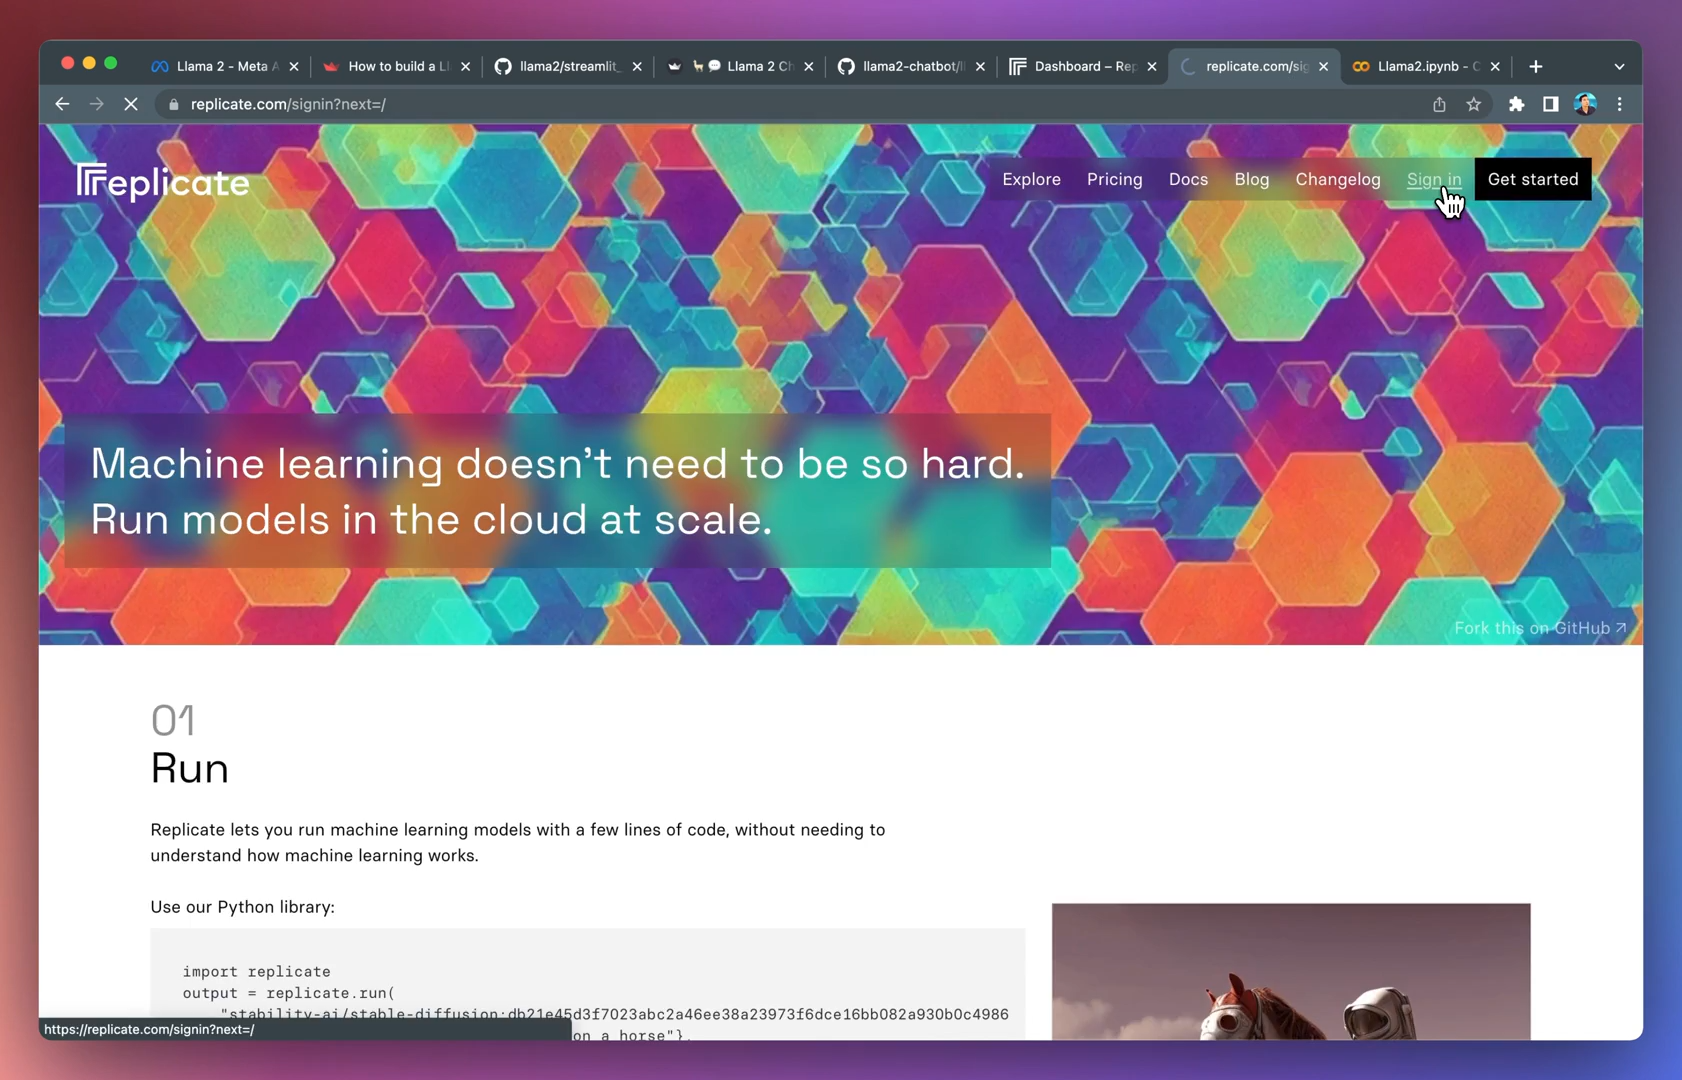 Llama 2 - Meta A
How to build a Ll
llama2/streamlit_
Llama 2 Ch
llama2-chatbot/ll
Dashboard – Rep
replicate.com/sig
Llama2.ipynb - C
replicate.com/signin?next=/
replicate
Explore
Pricing
Docs
Blog
Changelog
Sign in
Get started
Machine learning doesn't need to be so hard.
Run models in the cloud at scale.
Fork this on GitHub ↗
01
Run
Replicate lets you run machine learning models with a few lines of code, without needing to
understand how machine learning works.
Use our Python library:
import replicate
output = replicate.run(
"stability-ai/stable-diffusion:db21e45d3f7023abc2a46ee38a23973f6dce16bb082a930b0c4986
on a horse"},
https://replicate.com/signin?next=/